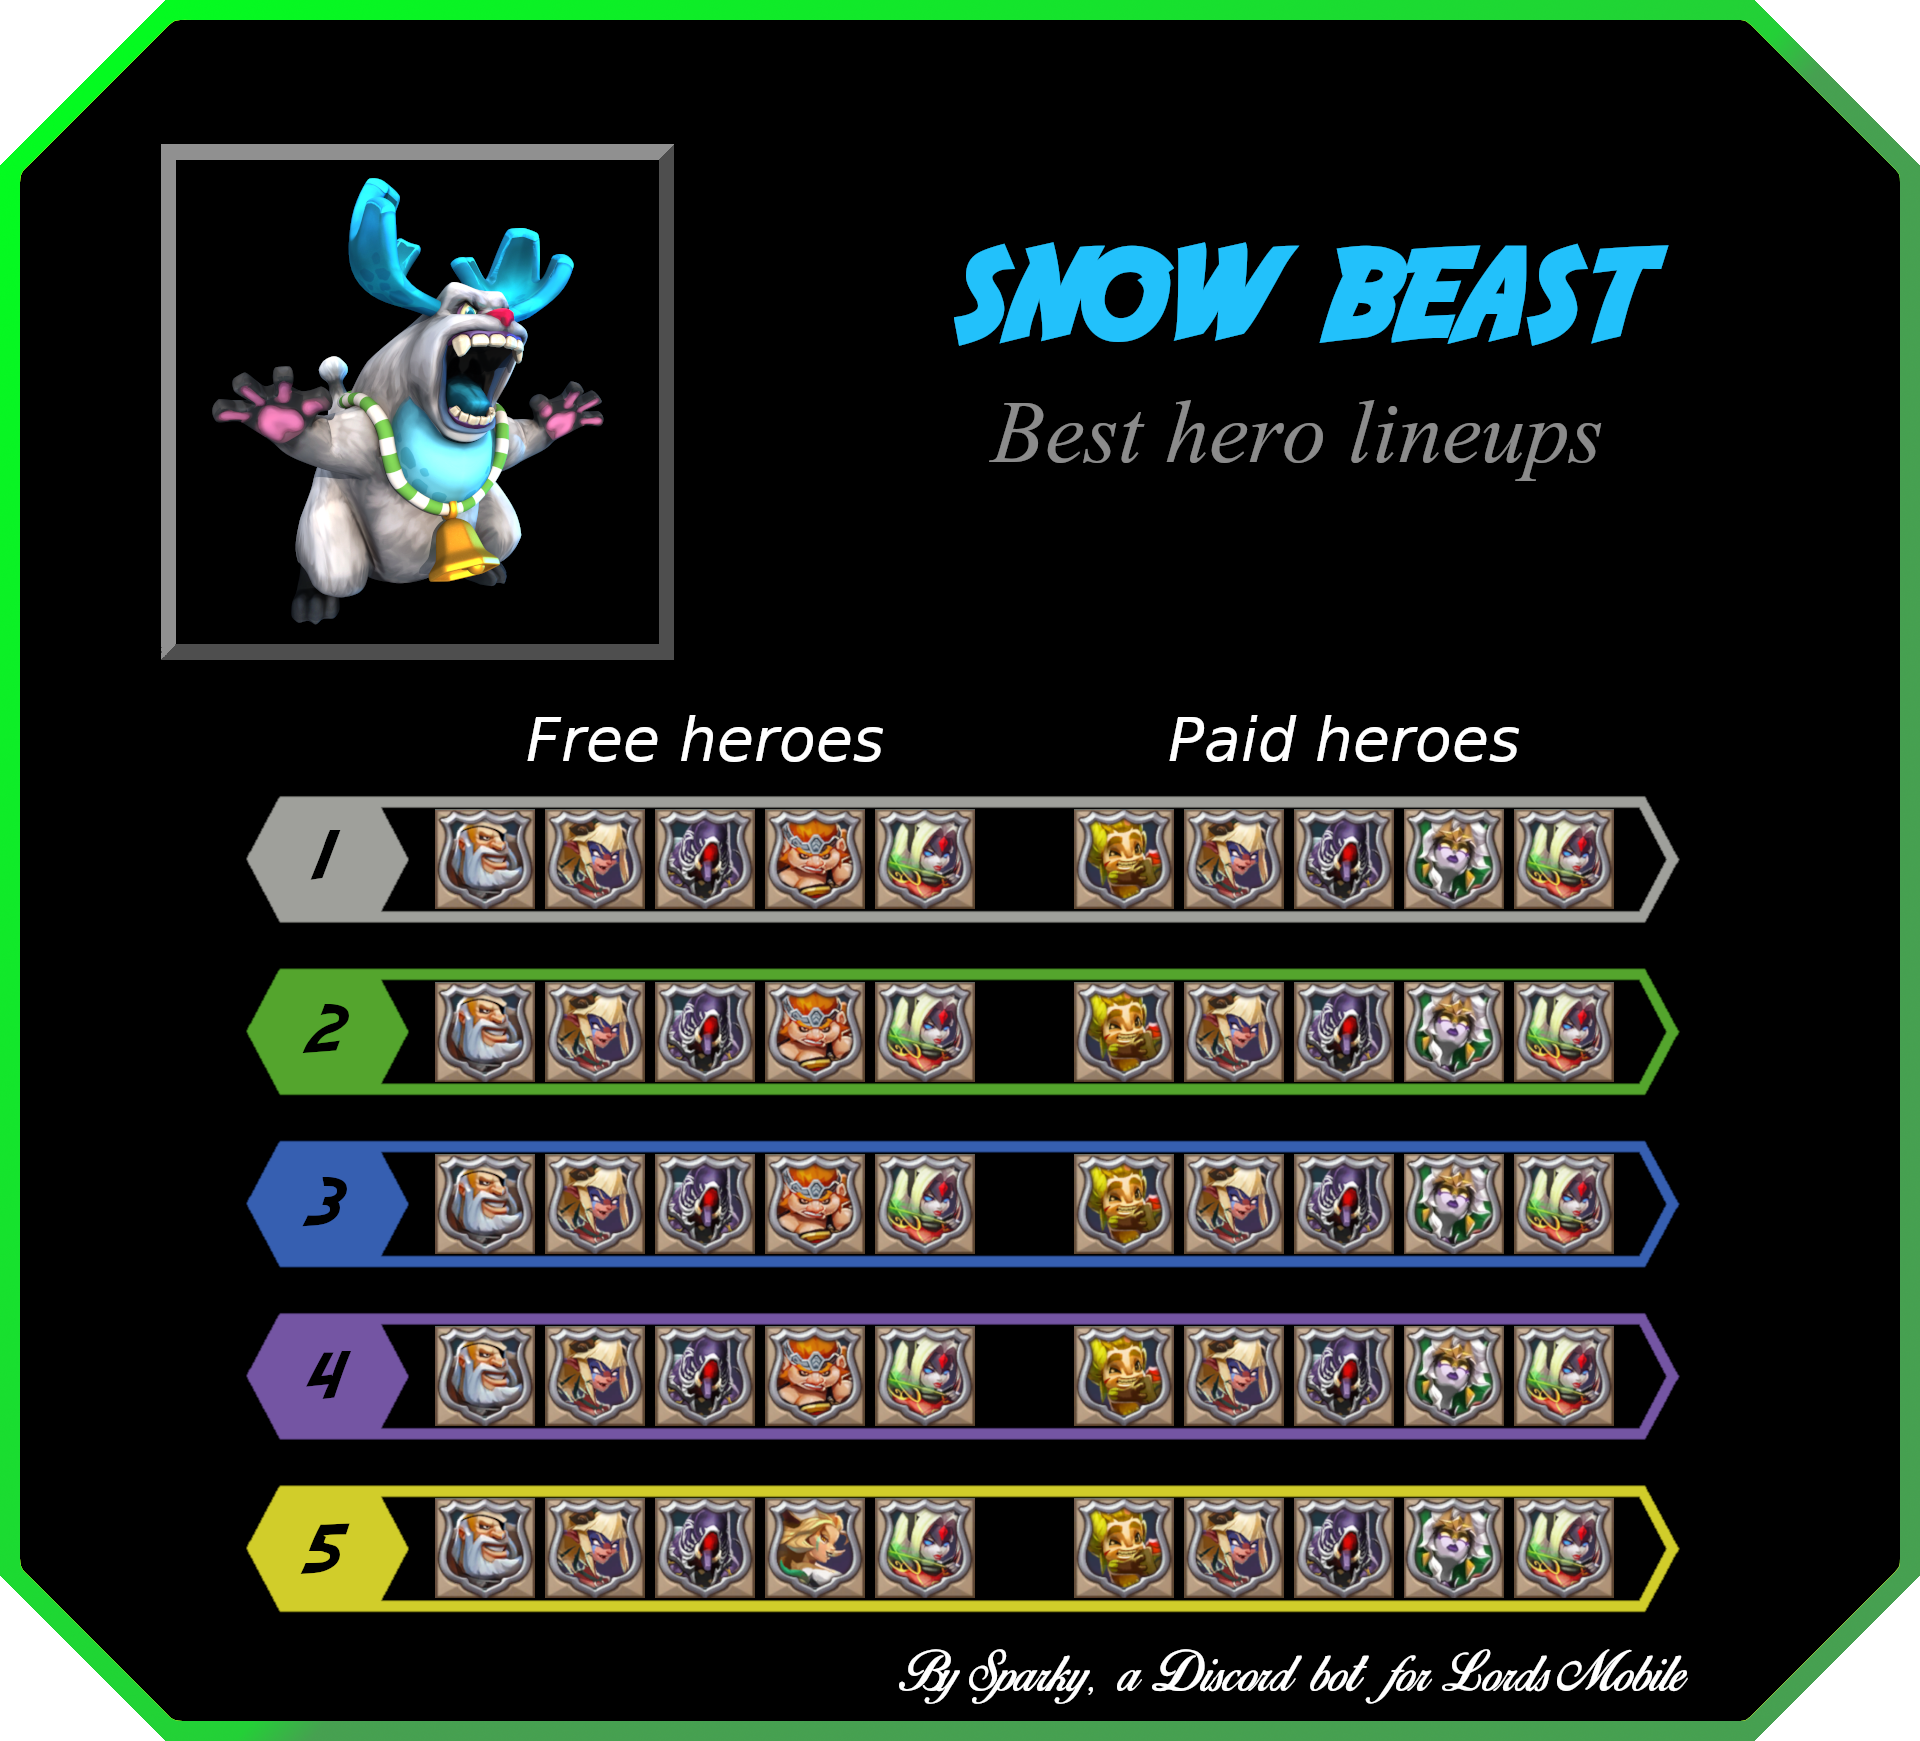 SNOW BEAST
Best hero lineups
Free heroes
Paid heroes
1
2
3
4
5
By Sparky, a Discord bot for Lords Mobile